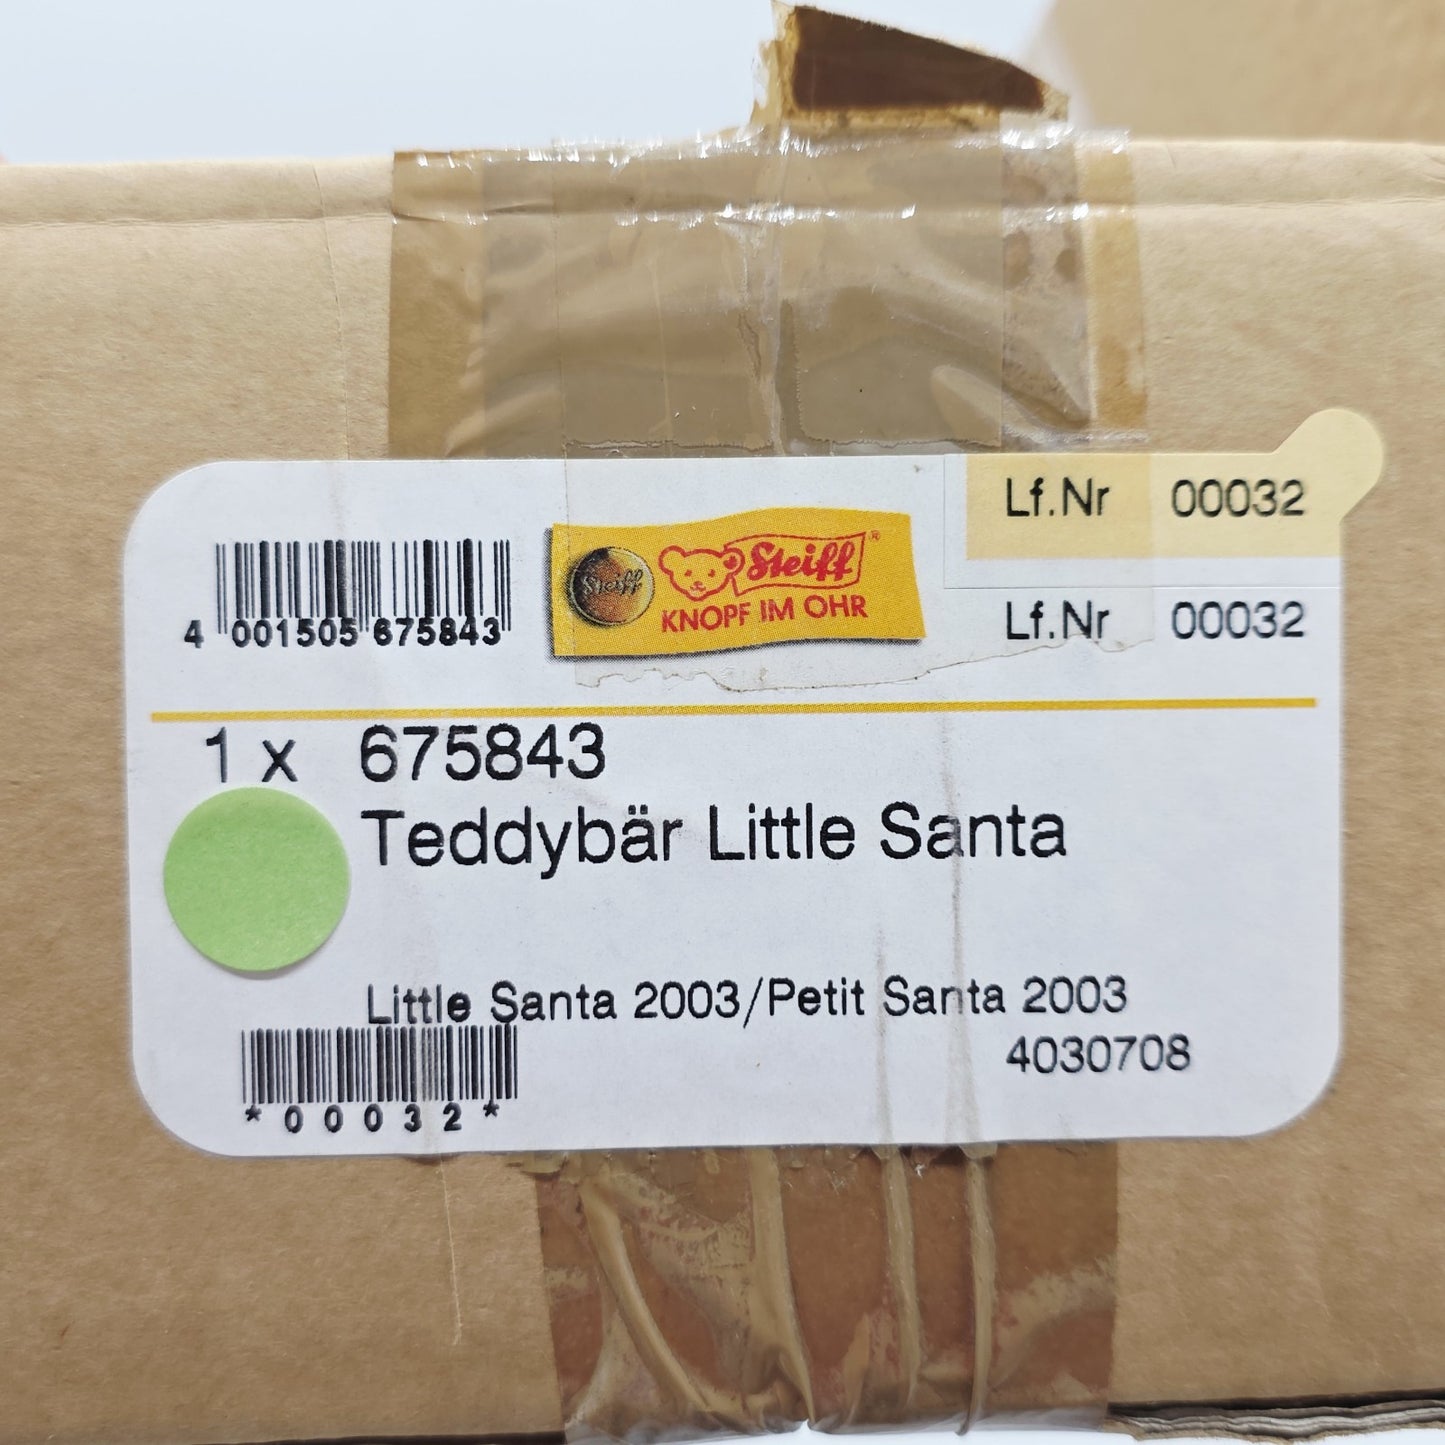 Lf.Nr 00032
4 001505 675843
Steiff
Steiff®
KNOPF IM OHR
Lf.Nr 00032
1 x 675843
Teddybär Little Santa
Little Santa 2003/Petit Santa 2003
4030708
*00032*